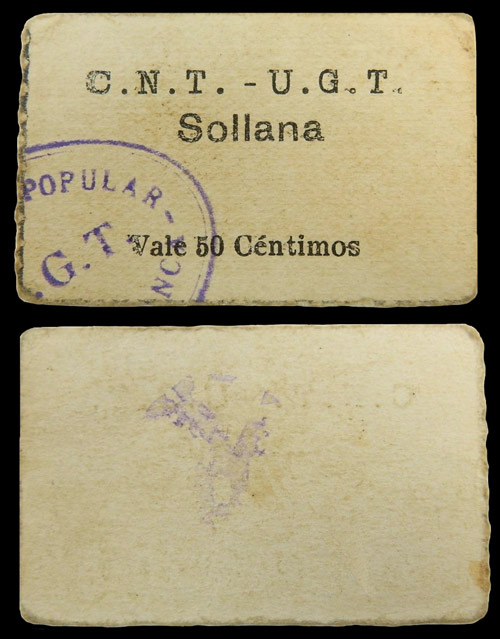 C.N.T. - U.G.T.
Sollana
POPULAR-
.G.T.
Vale 50 Céntimos